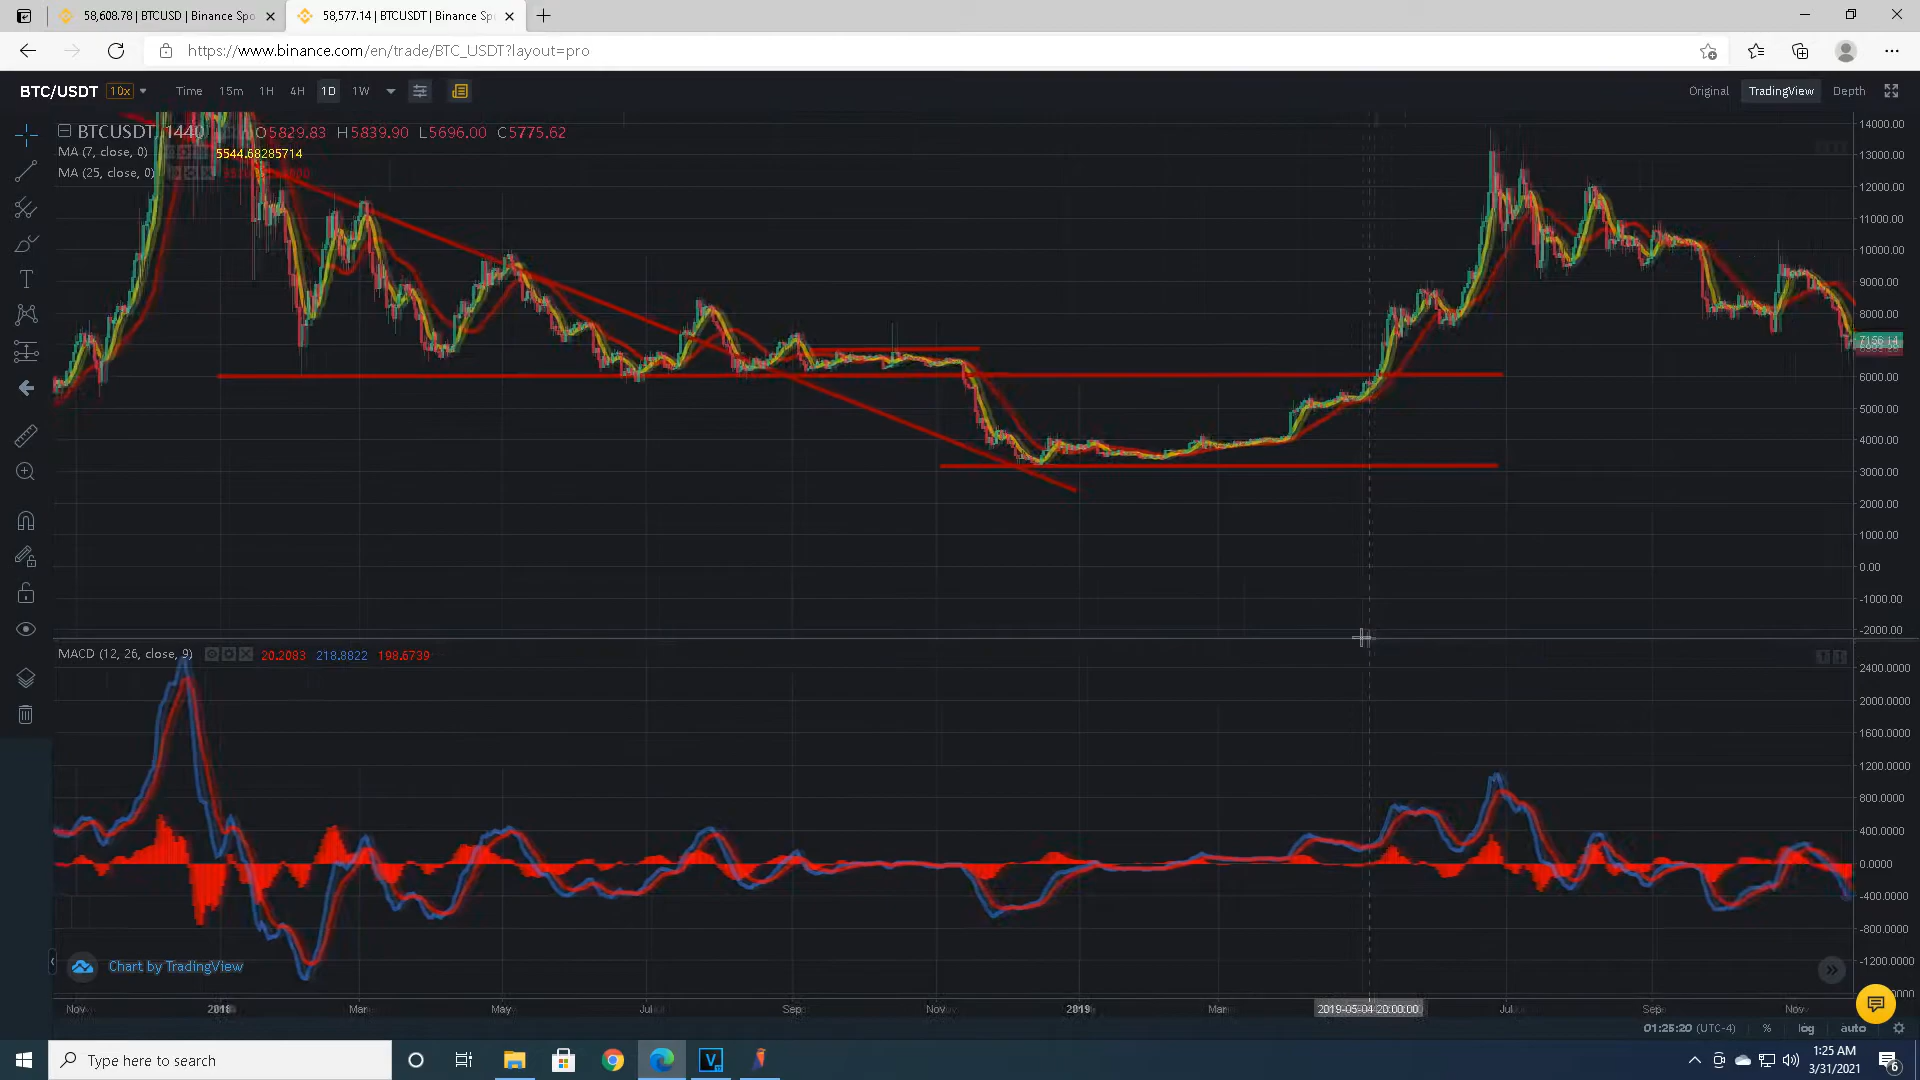 58,608.78 | BTCUSD | Binance Spo
58,577.14 | BTCUSDT | Binance Sp
https://www.binance.com/en/trade/BTC_USDT?layout=pro
BTC/USDT 10x Time 15m 1H 4H 1D 1W Original TradingView Depth
BTCUSDT, 1440 O5829.83 H5839.90 L5696.00 C5775.62
MA (7, close, 0) 5544.68285714
MA (25, close, 0)
14000.00
13000.00
12000.00
11000.00
10000.00
9000.00
8000.00
7158.14
6000.00
5000.00
4000.00
3000.00
2000.00
1000.00
0.00
-1000.00
-2000.00
MACD (12, 26, close, 9) 20.2083 218.8822 198.6739
2400.0000
2000.0000
1600.0000
1200.0000
800.0000
400.0000
0.0000
-400.0000
-800.0000
-1200.0000
Chart by TradingView
Nov 2018 Mar May Jul Sep Nov 2019 Mar 2019-05-04 20:00:00 Jul Sep Nov
01:25:20 (UTC-4) % log auto
Type here to search
1:25 AM
3/31/2021
6